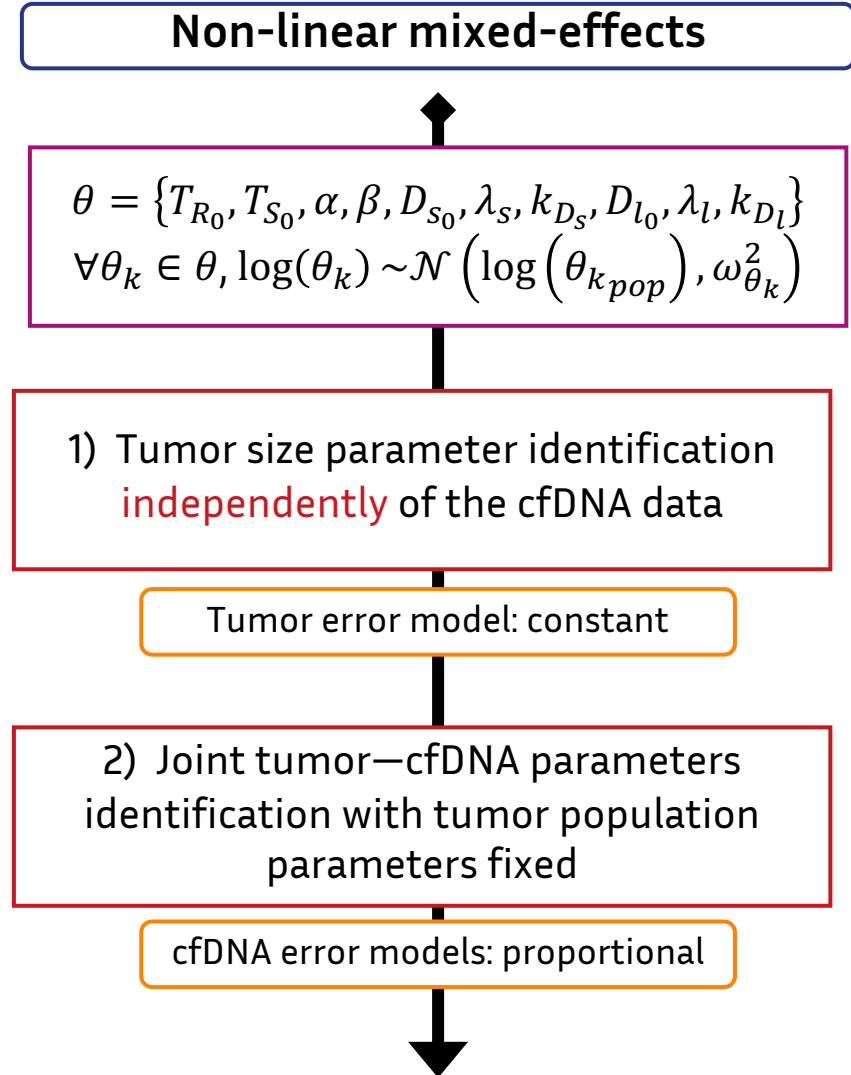 Non-linear mixed-effects
θ = {T_{R_0}, T_{S_0}, α, β, D_{s_0}, λ_s, k_{D_s}, D_{l_0}, λ_l, k_{D_l}}
∀θ_k ∈ θ, log(θ_k) ~𝒩 (log(θ_{k_{pop}}), ω²_{θ_k})
1) Tumor size parameter identification
independently of the cfDNA data
Tumor error model: constant
2) Joint tumor—cfDNA parameters
identification with tumor population
parameters fixed
cfDNA error models: proportional